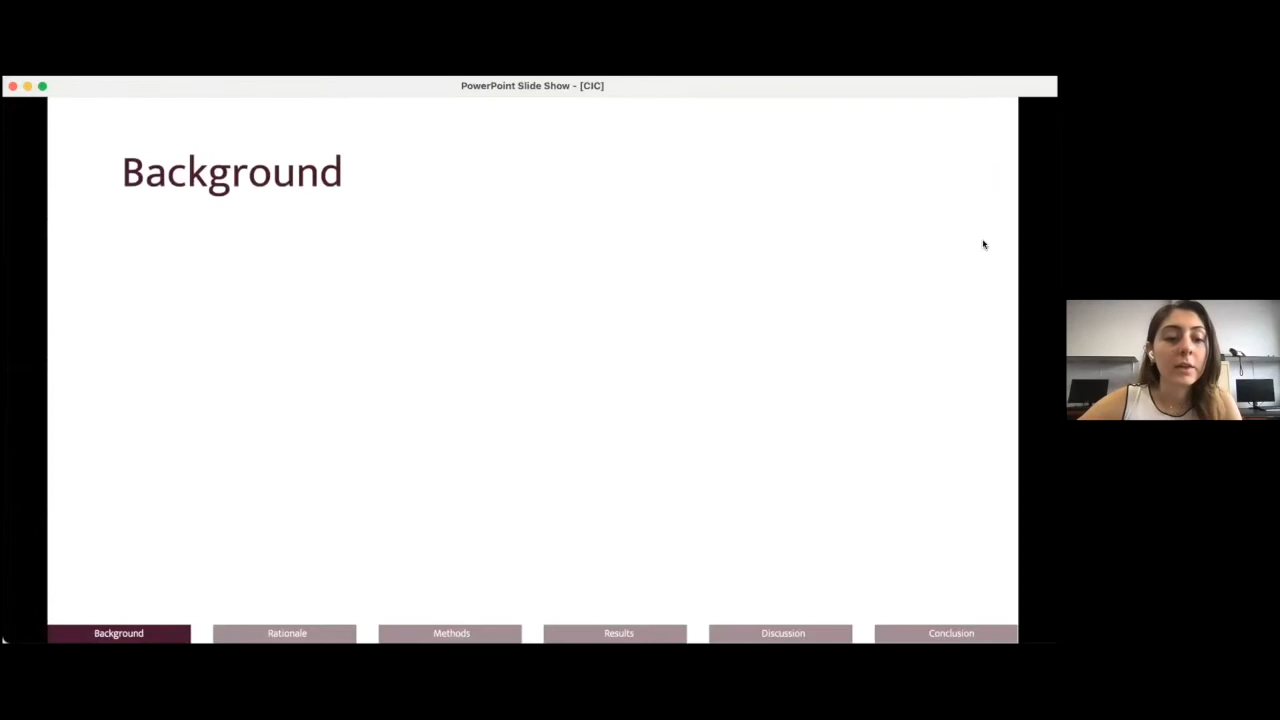 PowerPoint Slide Show - [CIC]
Background
Background Rationale Methods Results Discussion Conclusion